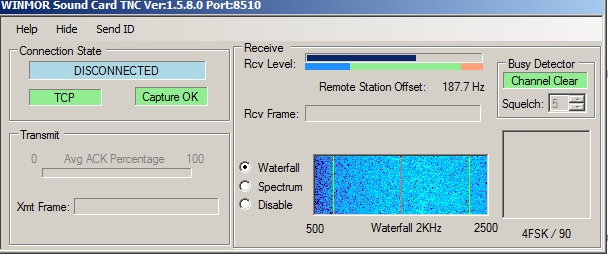 WINMOR Sound Card TNC Ver:1.5.8.0 Port:8510
Help Hide Send ID
Connection State
DISCONNECTED
TCP Capture OK
Transmit
0 Avg ACK Percentage 100
Xmt Frame:
Receive
Rcv Level:
Remote Station Offset: 187.7 Hz
Rcv Frame:
Busy Detector
Channel Clear
Squelch: 5
Waterfall
Spectrum
Disable
500 Waterfall 2KHz 2500
4FSK / 90